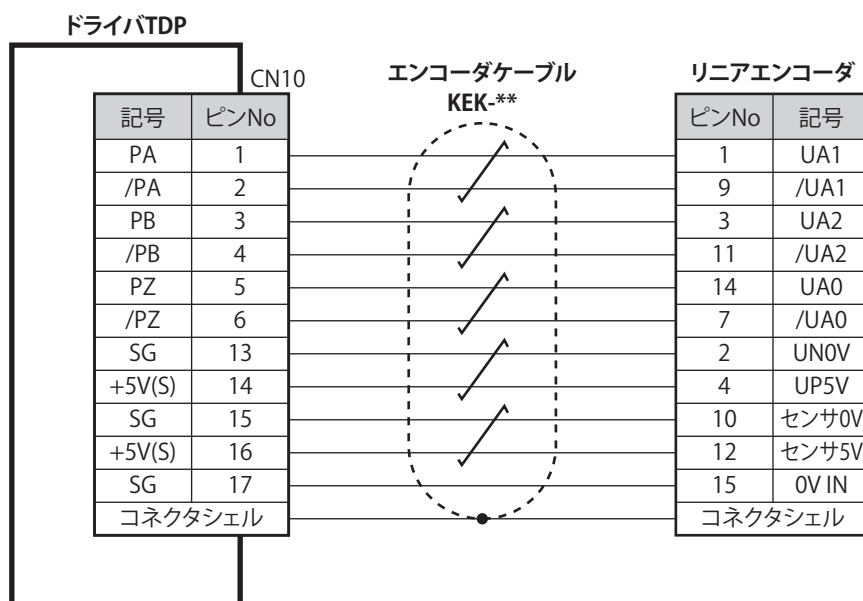 ドライバTDP
CN10
エンコーダケーブル
KEK-**
リニアエンコーダ
記号 ピンNo ピンNo 記号
PA 1 1 UA1
/PA 2 9 /UA1
PB 3 3 UA2
/PB 4 11 /UA2
PZ 5 14 UA0
/PZ 6 7 /UA0
SG 13 2 UN0V
+5V(S) 14 4 UP5V
SG 15 10 センサ0V
+5V(S) 16 12 センサ5V
SG 17 15 0V IN
コネクタシェル コネクタシェル